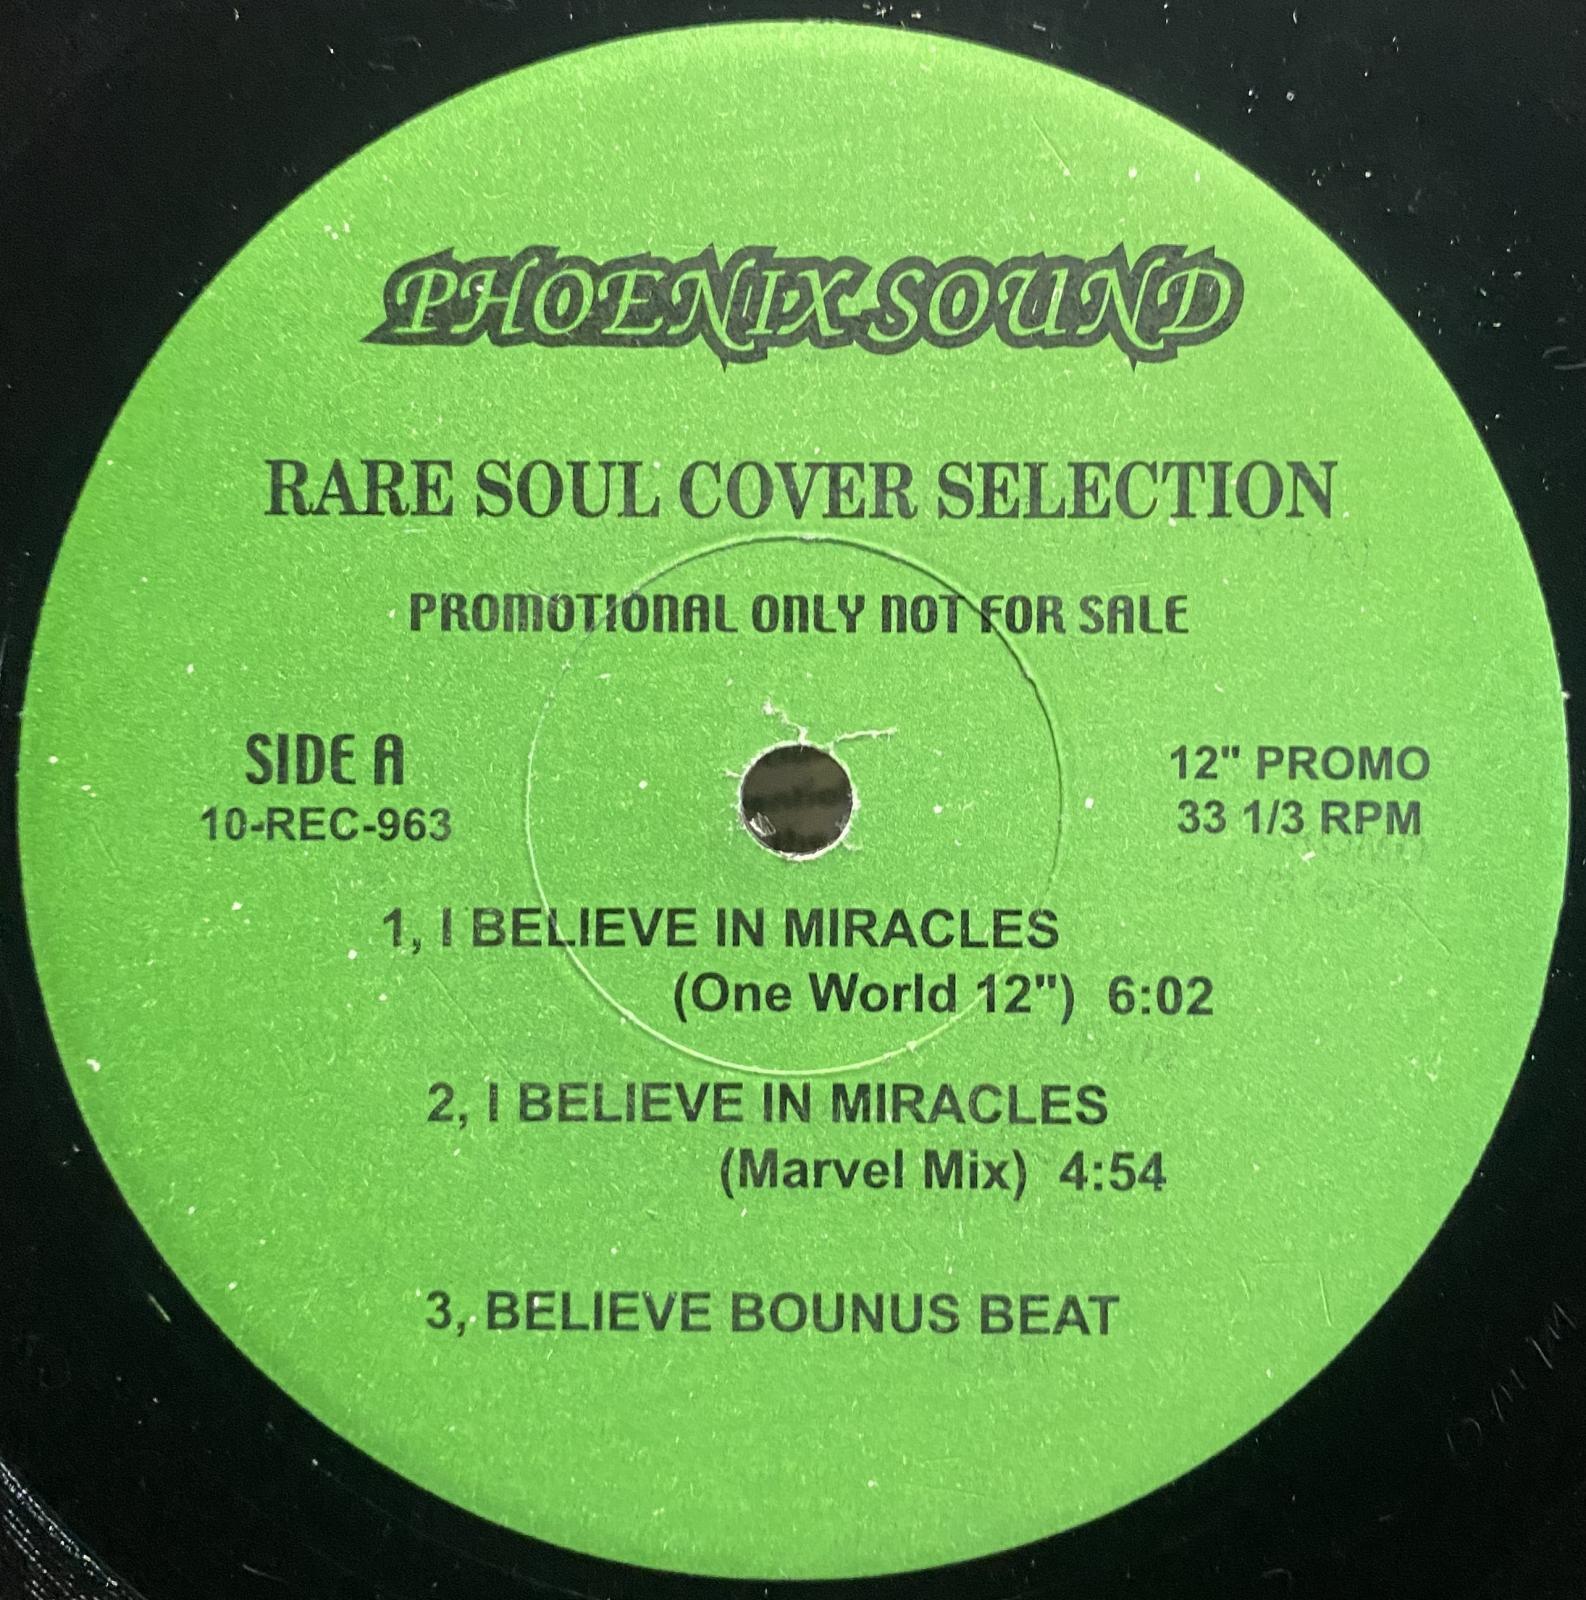 PHOENIX SOUND
RARE SOUL COVER SELECTION
PROMOTIONAL ONLY NOT FOR SALE
SIDE A
10-REC-963
12" PROMO
33 1/3 RPM
1, I BELIEVE IN MIRACLES
(One World 12") 6:02
2, I BELIEVE IN MIRACLES
(Marvel Mix) 4:54
3, BELIEVE BOUNUS BEAT